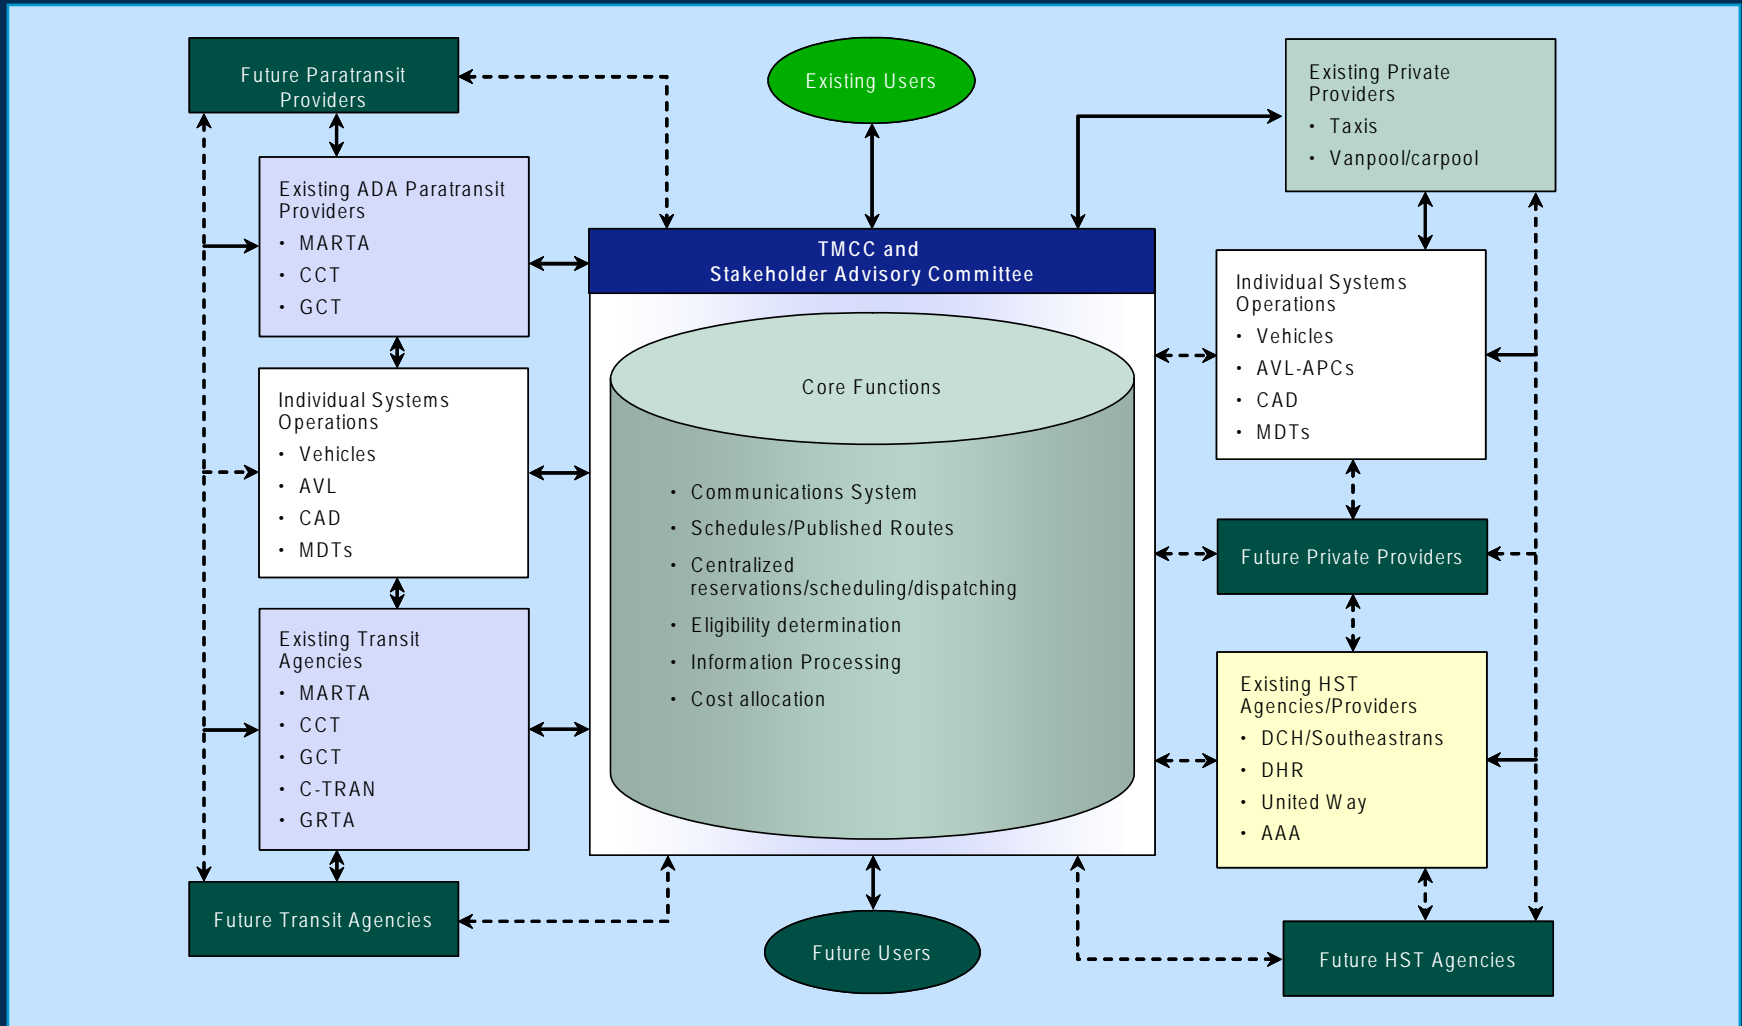 Future Paratransit
Providers
Existing ADA Paratransit
Providers
• MARTA
• CCT
• GCT
Individual Systems
Operations
• Vehicles
• AVL
• CAD
• MDTs
Existing Transit
Agencies
• MARTA
• CCT
• GCT
• C-TRAN
• GRTA
Future Transit Agencies
Existing Users
TMCC and
Stakeholder Advisory Committee
Core Functions
• Communications System
• Schedules/Published Routes
• Centralized
reservations/scheduling/dispatching
• Eligibility determination
• Information Processing
• Cost allocation
Future Users
Existing Private
Providers
• Taxis
• Vanpool/carpool
Individual Systems
Operations
• Vehicles
• AVL-APCs
• CAD
• MDTs
Future Private Providers
Existing HST
Agencies/Providers
• DCH/Southeastrans
• DHR
• United Way
• AAA
Future HST Agencies